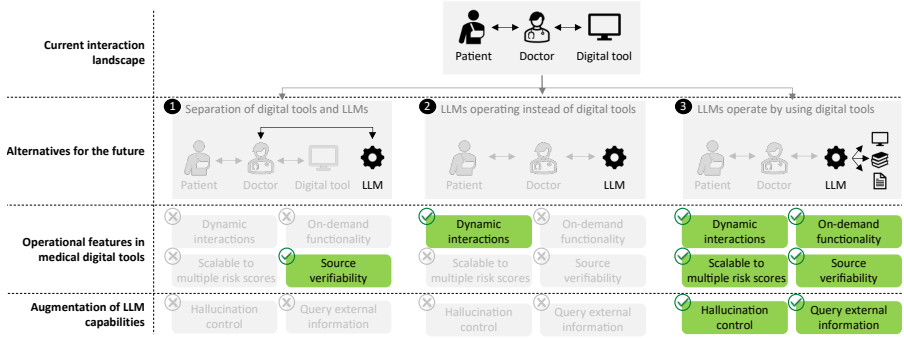 Current interaction
landscape
Patient
Doctor
Digital tool
Alternatives for the future
1 Separation of digital tools and LLMs
Patient
Doctor
Digital tool
LLM
2 LLMs operating instead of digital tools
Patient
Doctor
LLM
3 LLMs operate by using digital tools
Patient
Doctor
LLM
Operational features in
medical digital tools
Dynamic
interactions
On-demand
functionality
Scalable to
multiple risk scores
Source
verifiability
Dynamic
interactions
On-demand
functionality
Scalable to
multiple risk scores
Source
verifiability
Dynamic
interactions
On-demand
functionality
Scalable to
multiple risk scores
Source
verifiability
Augmentation of LLM
capabilities
Hallucination
control
Query external
information
Hallucination
control
Query external
information
Hallucination
control
Query external
information